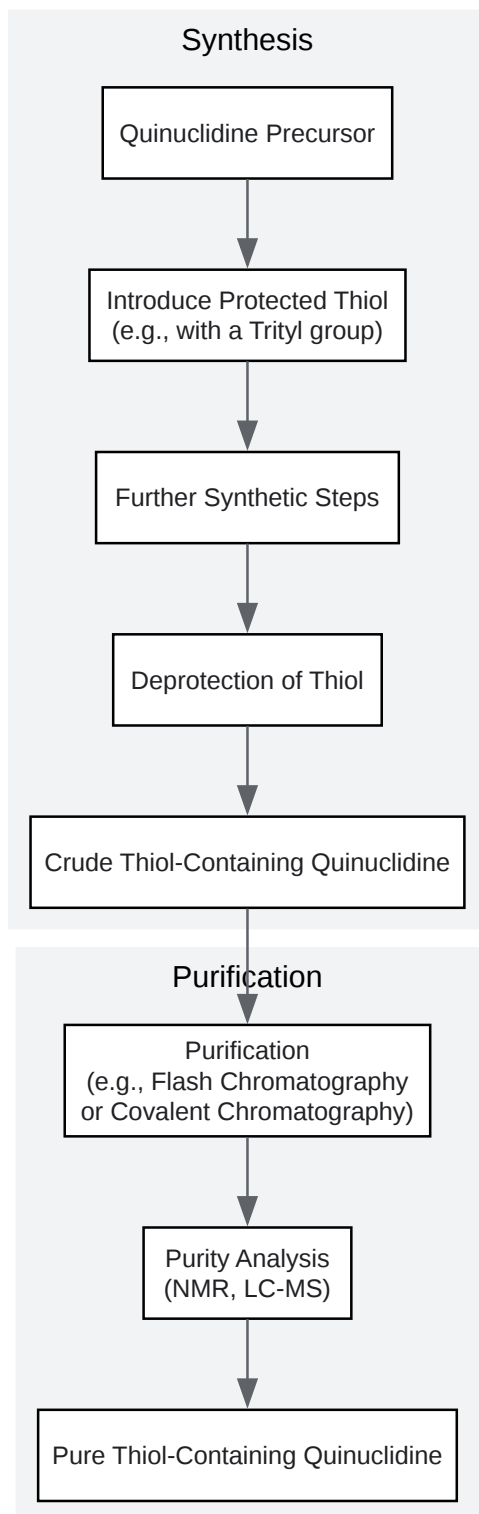 Synthesis
Quinuclidine Precursor
Introduce Protected Thiol
(e.g., with a Trityl group)
Further Synthetic Steps
Deprotection of Thiol
Crude Thiol-Containing Quinuclidine
Purification
Purification
(e.g., Flash Chromatography
or Covalent Chromatography)
Purity Analysis
(NMR, LC-MS)
Pure Thiol-Containing Quinuclidine